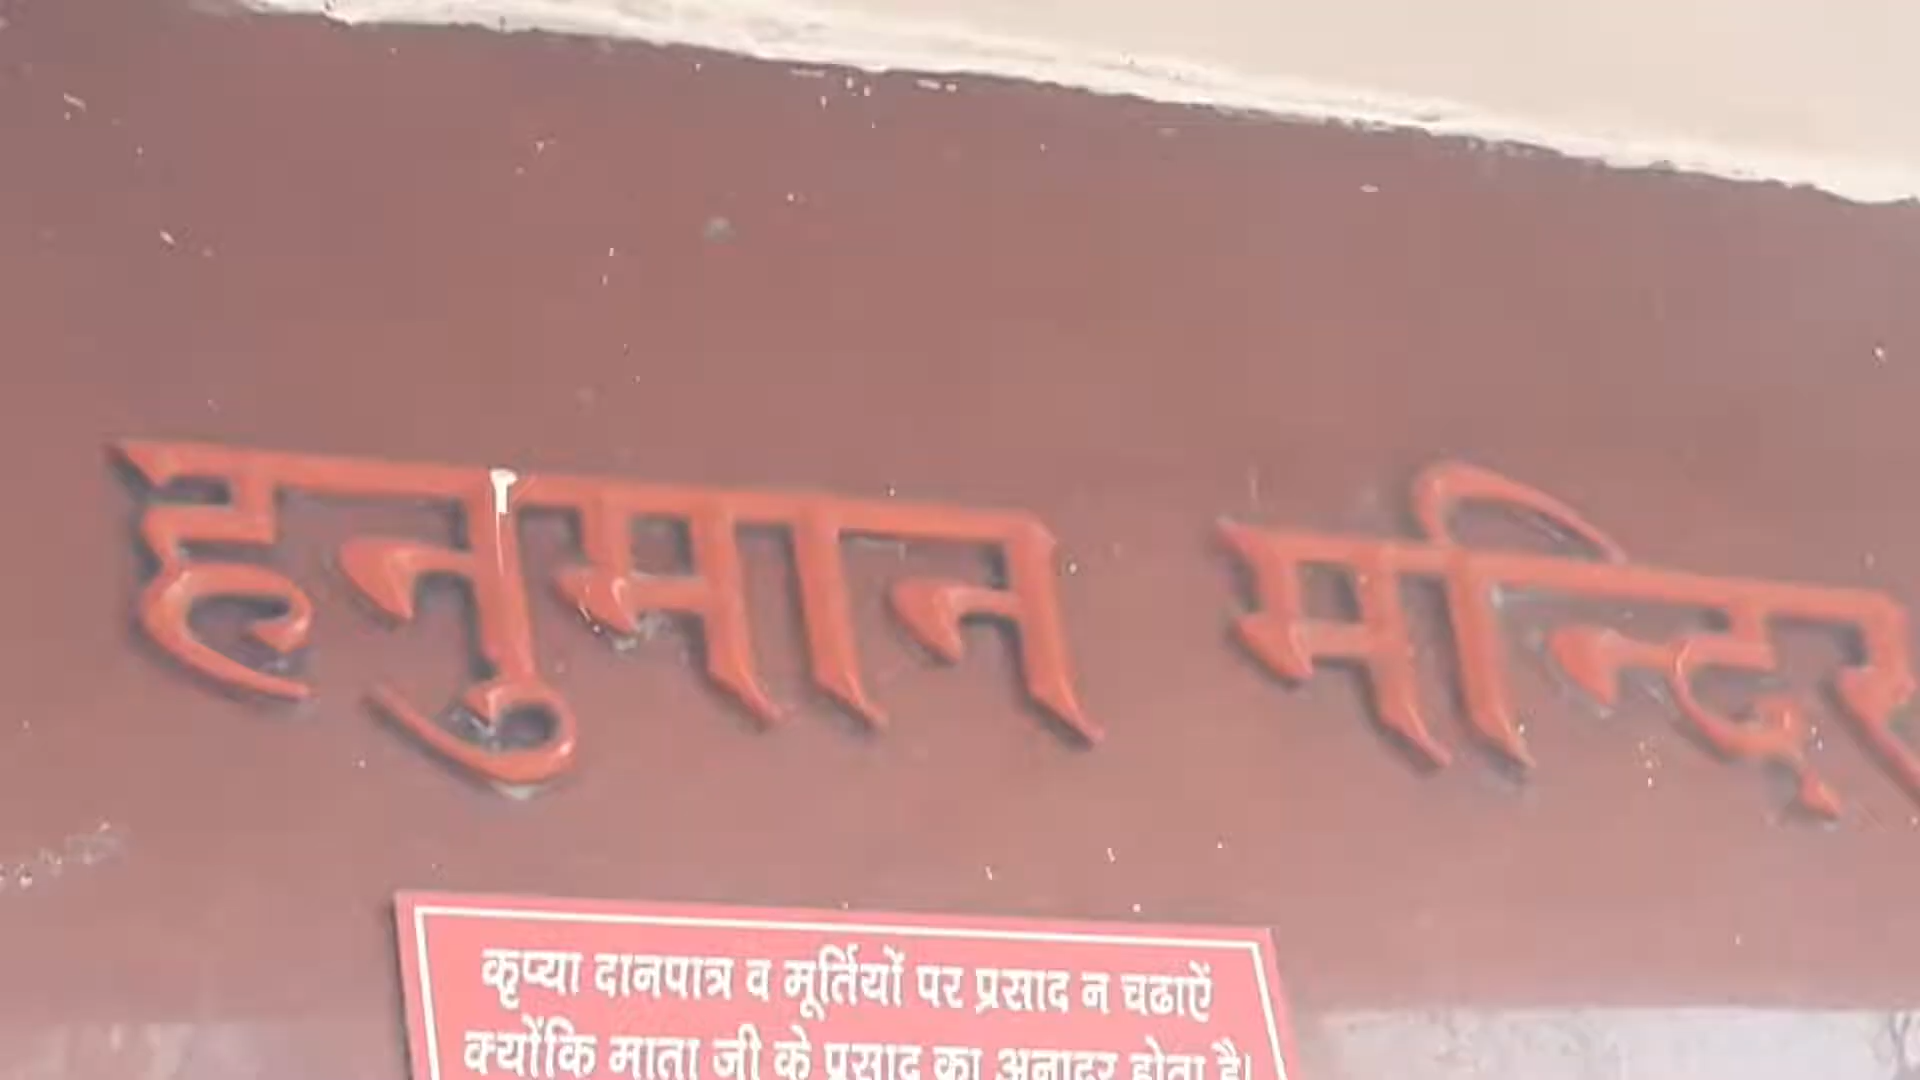 हनुमान मन्दिर
कृप्या दानपात्र व मूर्तियों पर प्रसाद न चढाऐं
क्योंकि माता जी के प्रसाद का अनादर होता है।